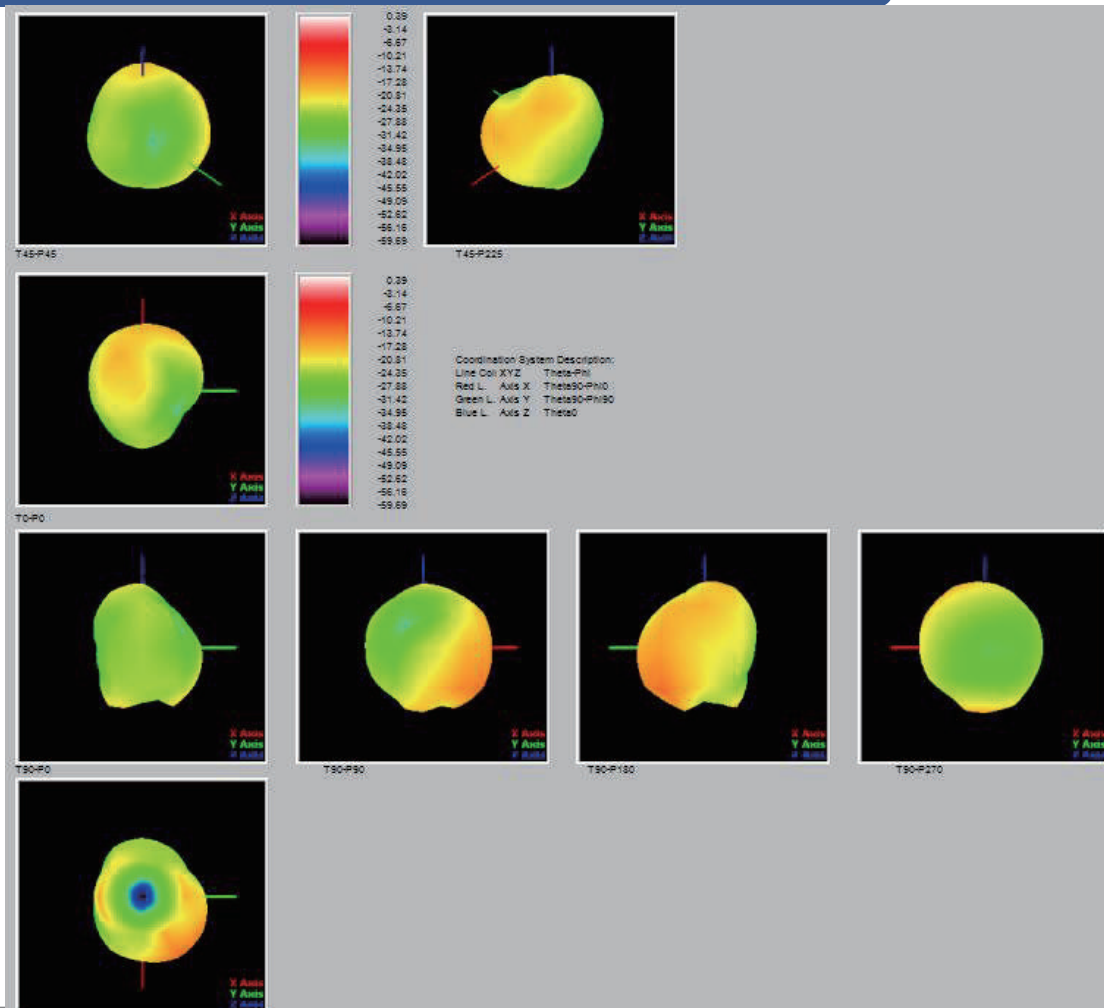 0.39
-3.14
-6.67
-10.21
-13.74
-17.28
-20.81
-24.35
-27.88
-31.42
-34.95
-38.48
-42.02
-45.55
-49.09
-52.62
-56.16
-59.69
X Axis
Y Axis
Z Axis
X Axis
Y Axis
Z Axis
T45-P45
T45-P225
0.39
-3.14
-6.67
-10.21
-13.74
-17.28
-20.81
-24.35
-27.88
-31.42
-34.95
-38.48
-42.02
-45.55
-49.09
-52.62
-56.16
-59.69
Coordination System Description:
Line Col XYZ Theta-Phi
Red L. Axis X Theta90-Phi0
Green L. Axis Y Theta90-Phi90
Blue L. Axis Z Theta0
X Axis
Y Axis
Z Axis
T0-P0
X Axis
Y Axis
Z Axis
X Axis
Y Axis
Z Axis
X Axis
Y Axis
Z Axis
X Axis
Y Axis
Z Axis
T90-P0
T90-P90
T90-P180
T90-P270
X Axis
Y Axis